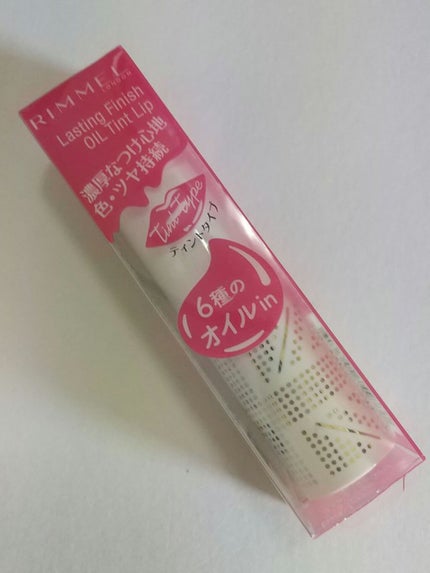 RIMMEL
LONDON
Lasting Finish
OIL Tint Lip
濃厚なつけ心地
色・ツヤ持続
tint type
ティントタイプ
6種の
オイルin